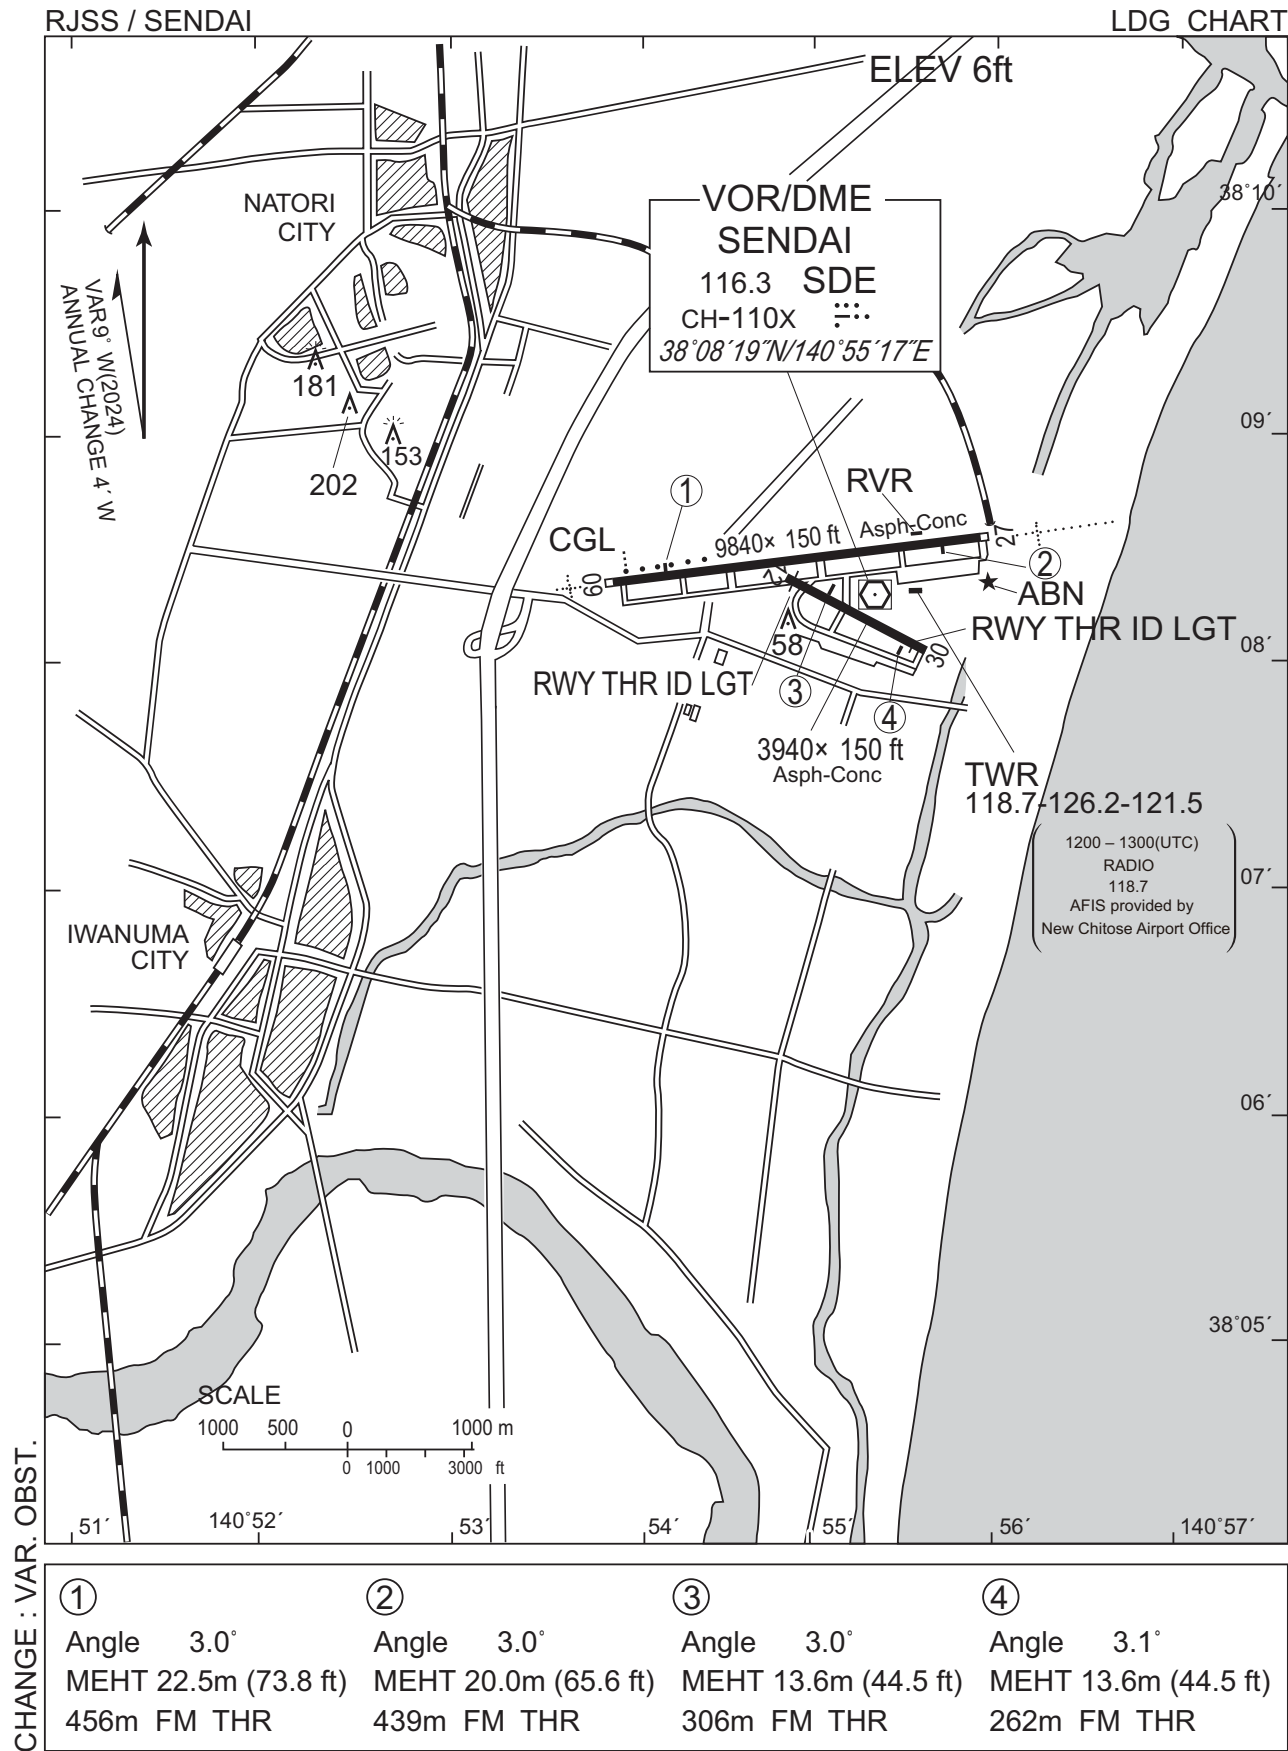 RJSS / SENDAI
LDG CHART
ELEV 6ft
NATORI
CITY
38°10´
VOR/DME
SENDAI
116.3 SDE
CH-110X
38°08´19˝N/140°55´17˝E
VAR9° W(2024)
ANNUAL CHANGE 4´ W
181
09´
153
202
RVR
①
Asph-Conc
9840× 150 ft
CGL
27
②
09
12
ABN
RWY THR ID LGT
58
30
08´
RWY THR ID LGT
③
④
3940× 150 ft
Asph-Conc
TWR
118.7-126.2-121.5
1200 – 1300(UTC)
RADIO
118.7
AFIS provided by
New Chitose Airport Office
07´
IWANUMA
CITY
06´
38°05´
SCALE
1000 500 0 1000 m
0 1000 3000 ft
51´ 140°52´ 53´ 54´ 55´ 56´ 140°57´
CHANGE : VAR. OBST.
①
Angle 3.0°
MEHT 22.5m (73.8 ft)
456m FM THR
②
Angle 3.0°
MEHT 20.0m (65.6 ft)
439m FM THR
③
Angle 3.0°
MEHT 13.6m (44.5 ft)
306m FM THR
④
Angle 3.1°
MEHT 13.6m (44.5 ft)
262m FM THR